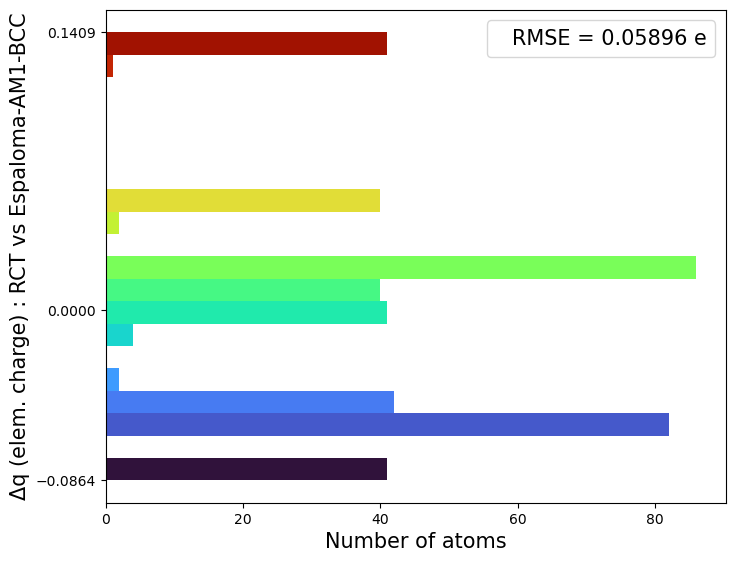 RMSE = 0.05896 e
Δq (elem. charge) : RCT vs Espaloma-AM1-BCC
0.1409
0.0000
−0.0864
0 20 40 60 80
Number of atoms